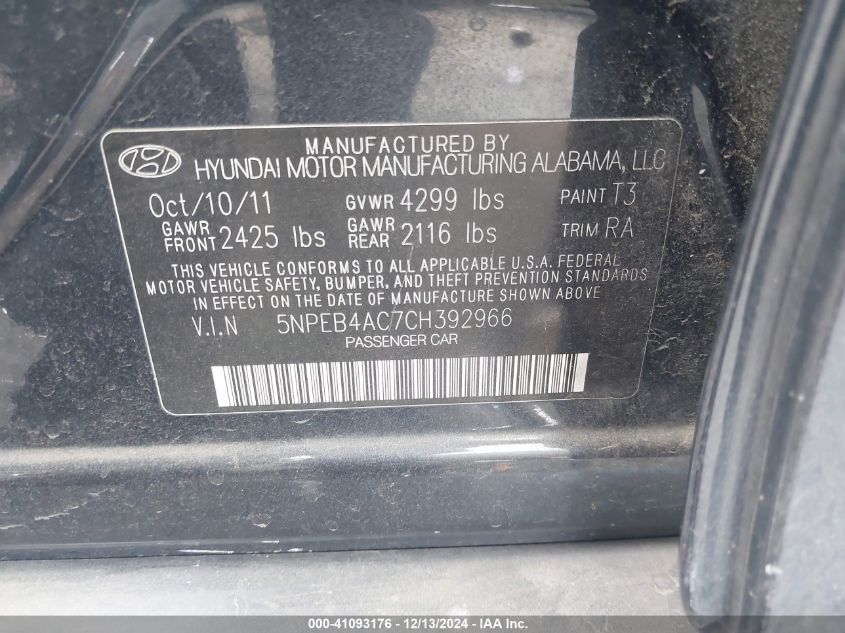 MANUFACTURED BY
HYUNDAI MOTOR MANUFACTURING ALABAMA, LLC
Oct/10/11 GVWR 4299 lbs PAINT T3
GAWR FRONT 2425 lbs GAWR REAR 2116 lbs TRIM RA
THIS VEHICLE CONFORMS TO ALL APPLICABLE U.S.A. FEDERAL
MOTOR VEHICLE SAFETY, BUMPER, AND THEFT PREVENTION STANDARDS
IN EFFECT ON THE DATE OF MANUFACTURE SHOWN ABOVE.
V.I.N 5NPEB4AC7CH392966
PASSENGER CAR
000-41093176 - 12/13/2024 - IAA Inc.